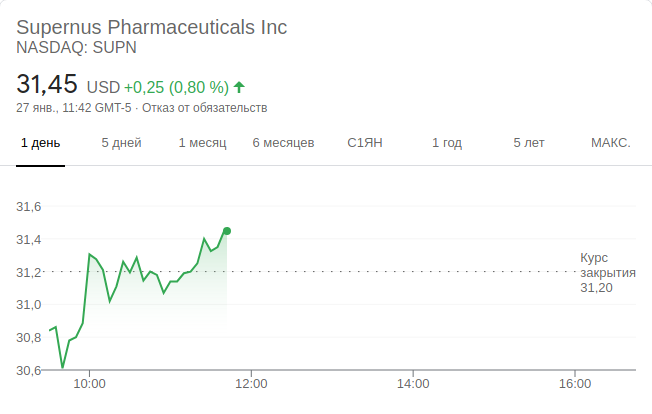 Supernus Pharmaceuticals Inc
NASDAQ: SUPN
31,45 USD +0,25 (0,80 %)
27 янв., 11:42 GMT-5 · Отказ от обязательств
1 день 5 дней 1 месяц 6 месяцев С1ЯН 1 год 5 лет МАКС.
31,6
31,4
31,2
31,0
30,8
30,6
Курс
закрытия
31,20
10:00 12:00 14:00 16:00